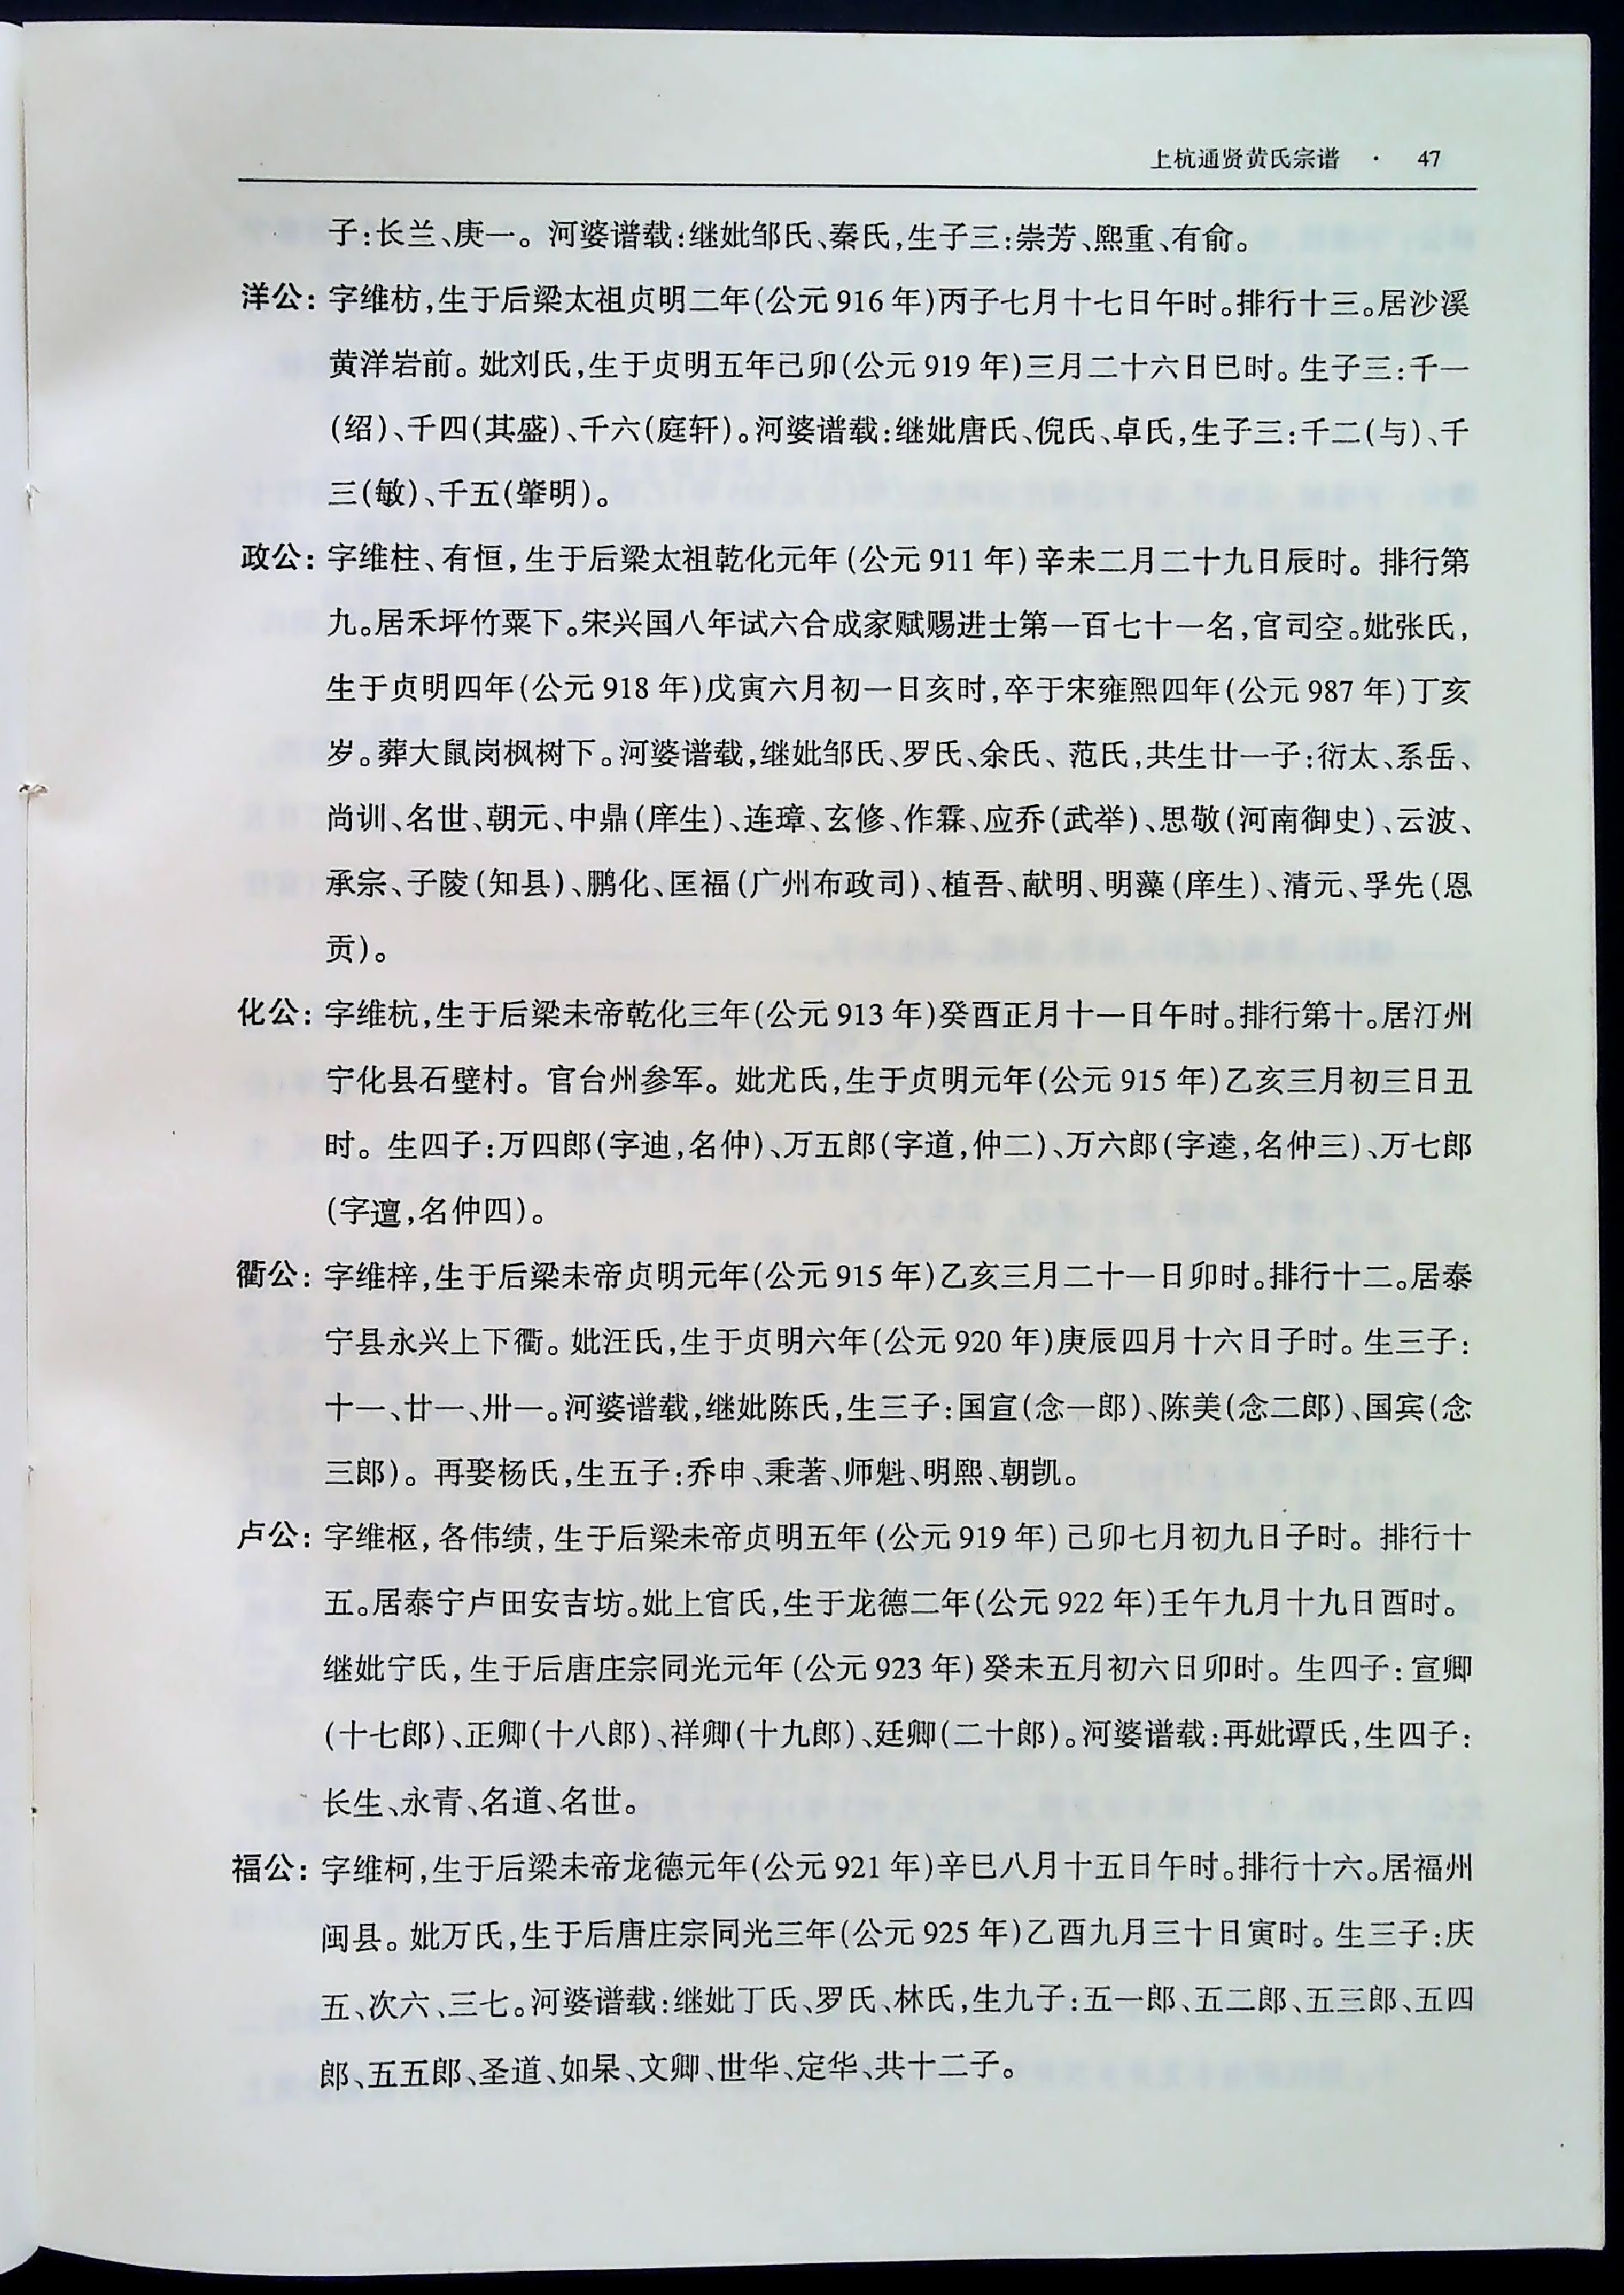 上杭通贤黄氏宗谱 · 47
子:长兰、庚一。河婆谱载:继妣邹氏、秦氏,生子三:崇芳、熙重、有俞。
洋公: 字维枋,生于后梁太祖贞明二年(公元916年)丙子七月十七日午时。排行十三。居沙溪
黄洋岩前。妣刘氏,生于贞明五年己卯(公元919年)三月二十六日巳时。生子三:千一
(绍)、千四(其盛)、千六(庭轩)。河婆谱载:继妣唐氏、倪氏、卓氏,生子三:千二(与)、千
三(敏)、千五(肇明)。
政公: 字维柱、有恒,生于后梁太祖乾化元年(公元911年)辛未二月二十九日辰时。排行第
九。居禾坪竹粟下。宋兴国八年试六合成家赋赐进士第一百七十一名,官司空。妣张氏,
生于贞明四年(公元918年)戊寅六月初一日亥时,卒于宋雍熙四年(公元987年)丁亥
岁。葬大鼠岗枫树下。河婆谱载,继妣邹氏、罗氏、余氏、范氏,共生廿一子:衍太、系岳、
尚训、名世、朝元、中鼎(庠生)、连璋、玄修、作霖、应乔(武举)、思敬(河南御史)、云波、
承宗、子陵(知县)、鹏化、匡福(广州布政司)、植吾、献明、明藻(庠生)、清元、孚先(恩
贡)。
化公: 字维杭,生于后梁未帝乾化三年(公元913年)癸酉正月十一日午时。排行第十。居汀州
宁化县石壁村。官台州参军。妣尤氏,生于贞明元年(公元915年)乙亥三月初三日丑
时。生四子:万四郎(字迪,名仲)、万五郎(字道,仲二)、万六郎(字逵,名仲三)、万七郎
(字邅,名仲四)。
衢公: 字维梓,生于后梁未帝贞明元年(公元915年)乙亥三月二十一日卯时。排行十二。居泰
宁县永兴上下衢。妣汪氏,生于贞明六年(公元920年)庚辰四月十六日子时。生三子:
十一、廿一、卅一。河婆谱载,继妣陈氏,生三子:国宣(念一郎)、陈美(念二郎)、国宾(念
三郎)。再娶杨氏,生五子:乔申、秉著、师魁、明熙、朝凯。
卢公: 字维枢,各伟绩,生于后梁未帝贞明五年(公元919年)己卯七月初九日子时。排行十
五。居泰宁卢田安吉坊。妣上官氏,生于龙德二年(公元922年)壬午九月十九日酉时。
继妣宁氏,生于后唐庄宗同光元年(公元923年)癸未五月初六日卯时。生四子:宣卿
(十七郎)、正卿(十八郎)、祥卿(十九郎)、廷卿(二十郎)。河婆谱载:再妣谭氏,生四子:
长生、永青、名道、名世。
福公: 字维柯,生于后梁未帝龙德元年(公元921年)辛巳八月十五日午时。排行十六。居福州
闽县。妣万氏,生于后唐庄宗同光三年(公元925年)乙酉九月三十日寅时。生三子:庆
五、次六、三七。河婆谱载:继妣丁氏、罗氏、林氏,生九子:五一郎、五二郎、五三郎、五四
郎、五五郎、圣道、如杲、文卿、世华、定华、共十二子。